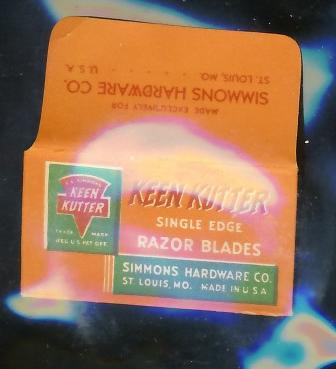 MADE EXCLUSIVELY FOR
SIMMONS HARDWARE CO.
ST. LOUIS, MO. . . . . . . U.S.A.
E.C. SIMMONS
KEEN
KUTTER
TRADE MARK
REG. U.S. PAT. OFF.
KEEN KUTTER
SINGLE EDGE
RAZOR BLADES
SIMMONS HARDWARE CO.
ST. LOUIS, MO. MADE IN U.S.A.